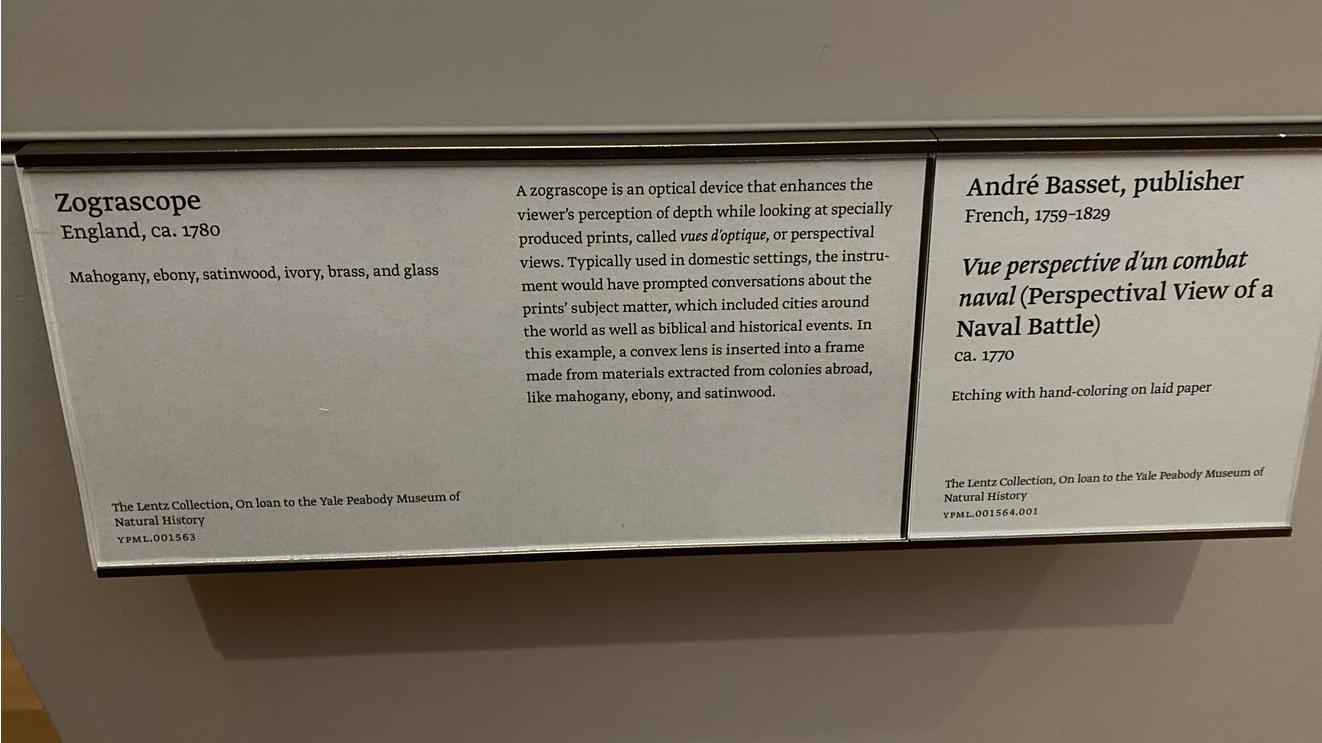 Zograscope
England, ca. 1780
Mahogany, ebony, satinwood, ivory, brass, and glass
The Lentz Collection, On loan to the Yale Peabody Museum of
Natural History
YPML.001563
A zograscope is an optical device that enhances the
viewer's perception of depth while looking at specially
produced prints, called vues d'optique, or perspectival
views. Typically used in domestic settings, the instru-
ment would have prompted conversations about the
prints' subject matter, which included cities around
the world as well as biblical and historical events. In
this example, a convex lens is inserted into a frame
made from materials extracted from colonies abroad,
like mahogany, ebony, and satinwood.
André Basset, publisher
French, 1759–1829
Vue perspective d'un combat
naval (Perspectival View of a
Naval Battle)
ca. 1770
Etching with hand-coloring on laid paper
The Lentz Collection, On loan to the Yale Peabody Museum of
Natural History
YPML.001564.001